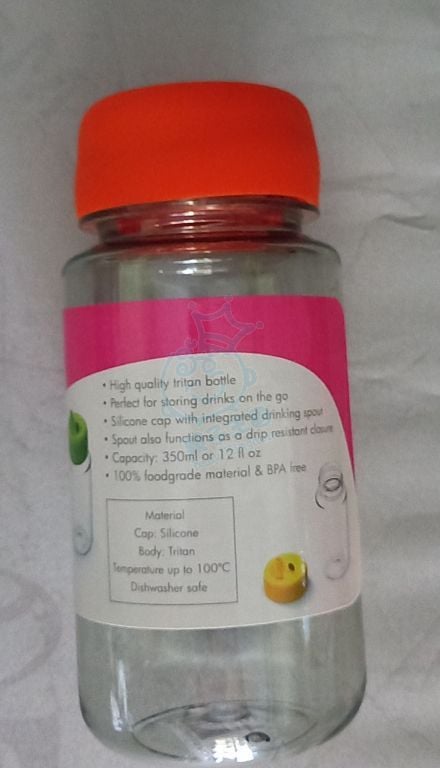 • High quality tritan bottle
• Perfect for storing drinks on the go
• Silicone cap with integrated drinking spout
• Spout also functions as a drip resistant closure
• Capacity: 350ml or 12 fl oz
• 100% foodgrade material & BPA free
Material
Cap: Silicone
Body: Tritan
Temperature up to 100°C
Dishwasher safe